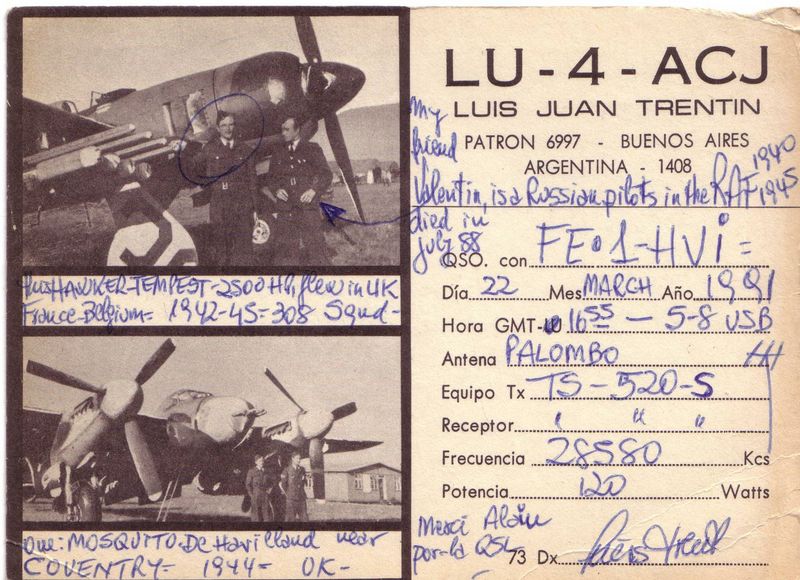 LU-4-ACJ
LUIS JUAN TRENTIN
PATRON 6997 - BUENOS AIRES
ARGENTINA - 1408
My
friend
Valentin, is a Russian pilots in the RAF 1940
1945
died in
july 88
QSO. con FE·1-HVi=
Día 22 Mes MARCH Año 1991
Hora GMT- 16 55 - 5-8 USB
Antena PALOMBO
Equipo Tx TS-520-S
Receptor " " "
Frecuencia 28580 Kcs
Potencia 120 Watts
Merci Alain
por-la QSL
73 Dx
this HAWKER-TEMPEST-2500 HP, flew in UK
France-Belgium= 1942-45= 308 Squd-
One: MOSQUITO De Havilland near
COVENTRY= 1944= UK-